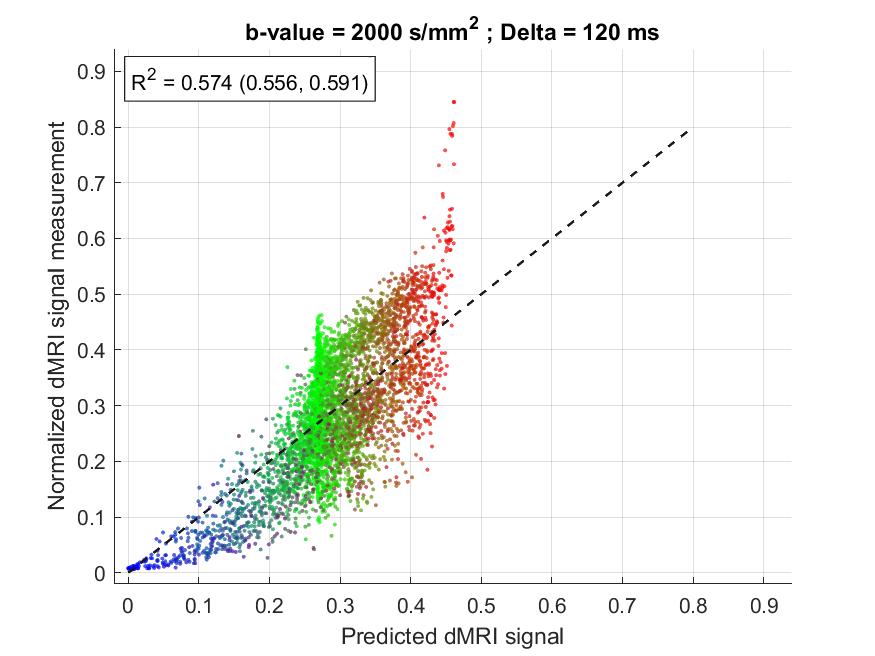 b-value = 2000 s/mm² ; Delta = 120 ms
R² = 0.574 (0.556, 0.591)
0.9
0.8
0.7
0.6
0.5
0.4
0.3
0.2
0.1
0
Normalized dMRI signal measurement
0 0.1 0.2 0.3 0.4 0.5 0.6 0.7 0.8 0.9
Predicted dMRI signal